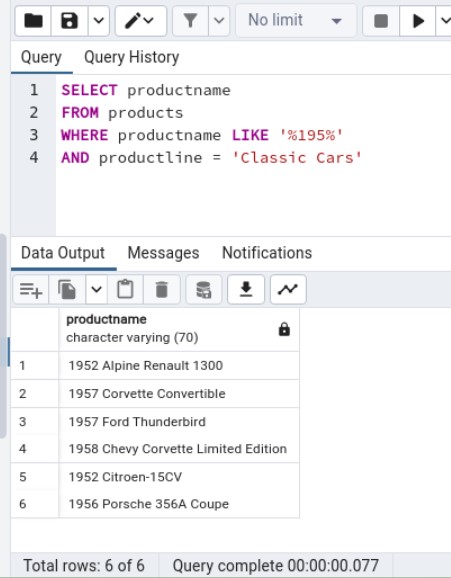 No limit
Query Query History
1 SELECT productname
2 FROM products
3 WHERE productname LIKE '%195%'
4 AND productline = 'Classic Cars'
Data Output Messages Notifications
productname
character varying (70)
1 1952 Alpine Renault 1300
2 1957 Corvette Convertible
3 1957 Ford Thunderbird
4 1958 Chevy Corvette Limited Edition
5 1952 Citroen-15CV
6 1956 Porsche 356A Coupe
Total rows: 6 of 6 Query complete 00:00:00.077